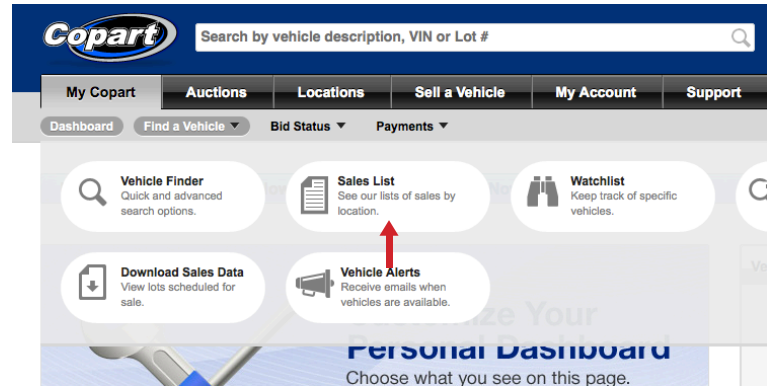 Copart
Search by vehicle description, VIN or Lot #
My Copart Auctions Locations Sell a Vehicle My Account Support
Dashboard Find a Vehicle ▼ Bid Status ▼ Payments ▼
Vehicle Finder
Quick and advanced
search options.
Sales List
See our lists of sales by
location.
Watchlist
Keep track of specific
vehicles.
Download Sales Data
View lots scheduled for
sale.
Vehicle Alerts
Receive emails when
vehicles are available.
Customize Your
Personal Dashboard
Choose what you see on this page.